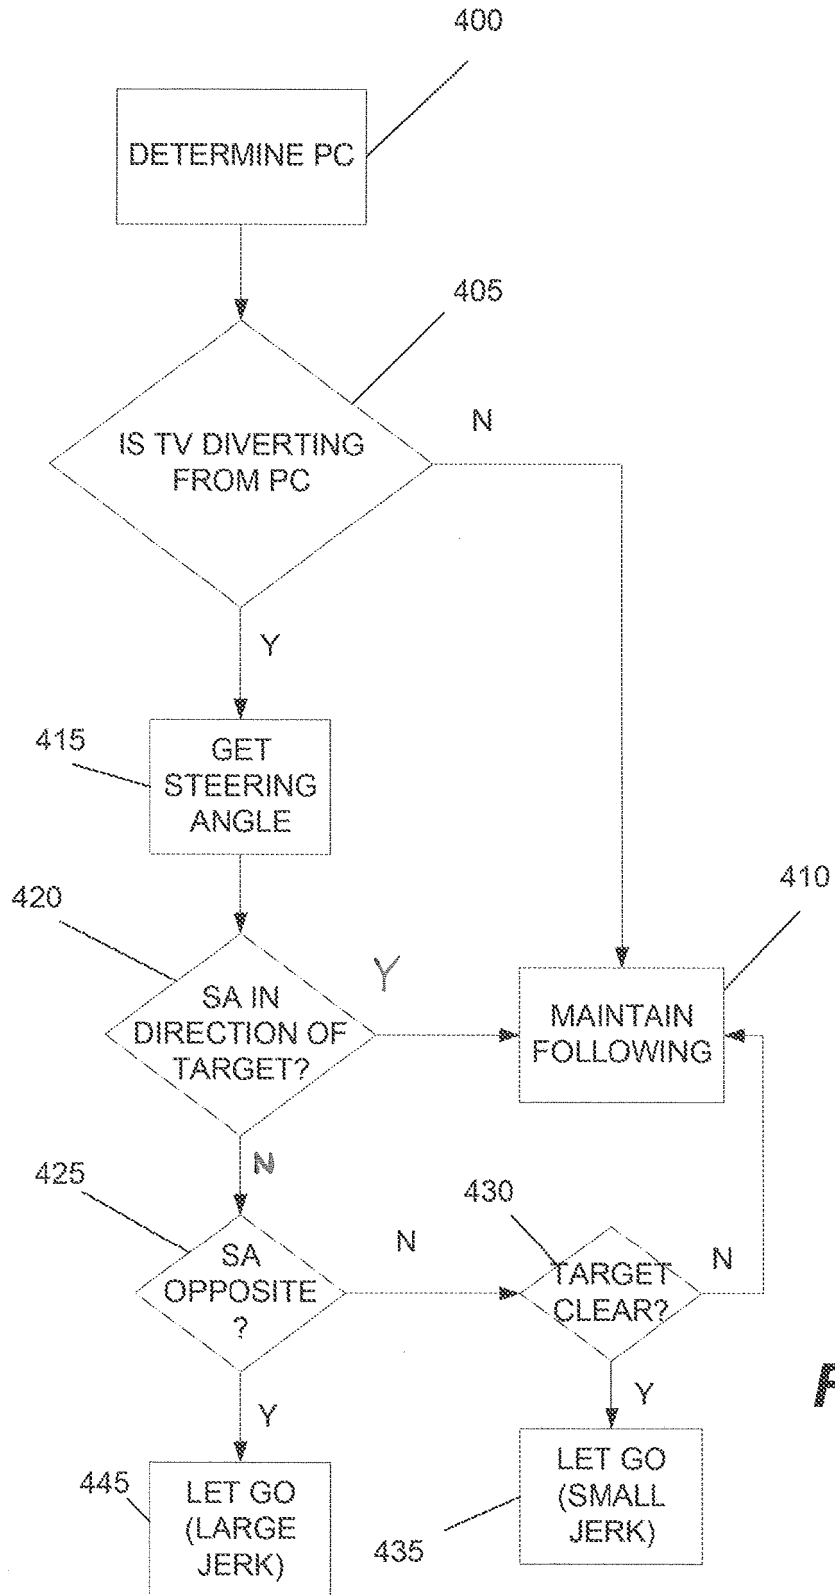 400
DETERMINE PC
405
IS TV DIVERTING
FROM PC
N
Y
415
GET
STEERING
ANGLE
420
SA IN
DIRECTION OF
TARGET?
Y
410
MAINTAIN
FOLLOWING
N
425
SA
OPPOSITE
?
N
430
TARGET
CLEAR?
N
Y
Y
445
LET GO
(LARGE
JERK)
435
LET GO
(SMALL
JERK)